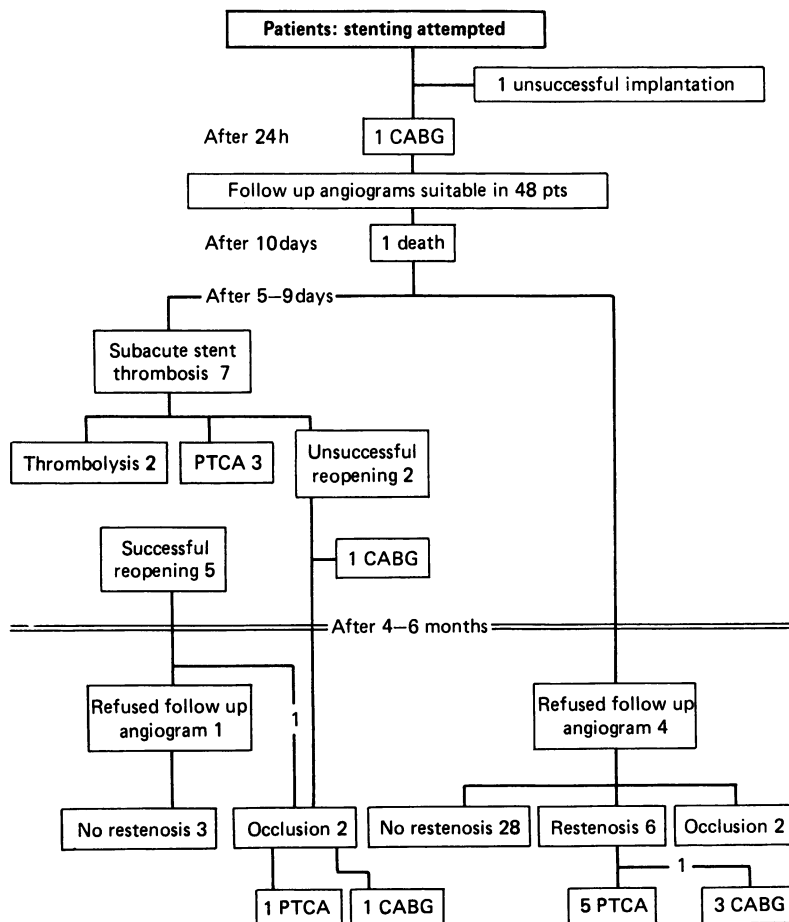 Patients: stenting attempted
1 unsuccessful implantation
After 24h
1 CABG
Follow up angiograms suitable in 48 pts
After 10days
1 death
After 5–9days
Subacute stent
thrombosis 7
Thrombolysis 2
PTCA 3
Unsuccessful
reopening 2
Successful
reopening 5
1 CABG
After 4–6 months
Refused follow up
angiogram 1
1
Refused follow up
angiogram 4
No restenosis 3
Occlusion 2
No restenosis 28
Restenosis 6
Occlusion 2
1
1 PTCA
1 CABG
5 PTCA
3 CABG